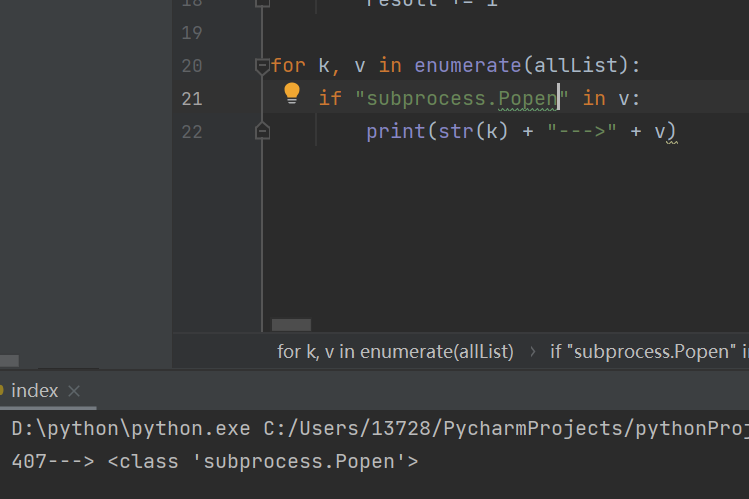 18 result += i
19
20 for k, v in enumerate(allList):
21 if "subprocess.Popen" in v:
22 print(str(k) + "--->" + v)
for k, v in enumerate(allList) › if "subprocess.Popen" i
index ×
D:\python\python.exe C:/Users/13728/PycharmProjects/pythonProj
407---> <class 'subprocess.Popen'>